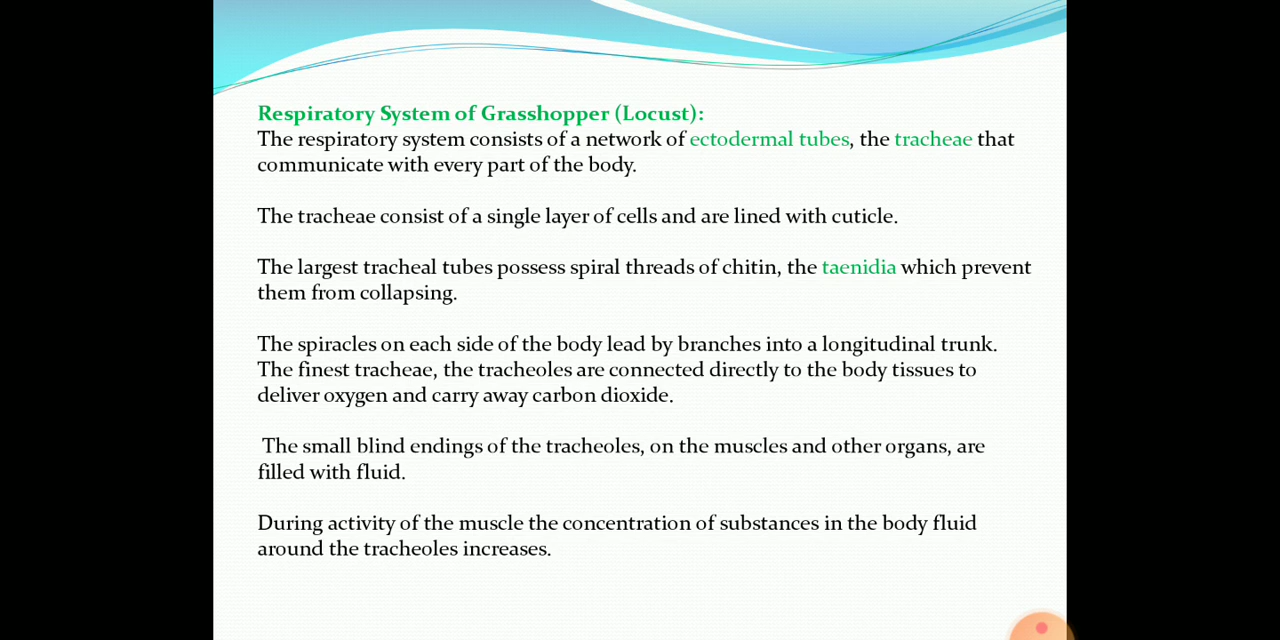 Respiratory System of Grasshopper (Locust):
The respiratory system consists of a network of ectodermal tubes, the tracheae that
communicate with every part of the body.
The tracheae consist of a single layer of cells and are lined with cuticle.
The largest tracheal tubes possess spiral threads of chitin, the taenidia which prevent
them from collapsing.
The spiracles on each side of the body lead by branches into a longitudinal trunk.
The finest tracheae, the tracheoles are connected directly to the body tissues to
deliver oxygen and carry away carbon dioxide.
The small blind endings of the tracheoles, on the muscles and other organs, are
filled with fluid.
During activity of the muscle the concentration of substances in the body fluid
around the tracheoles increases.